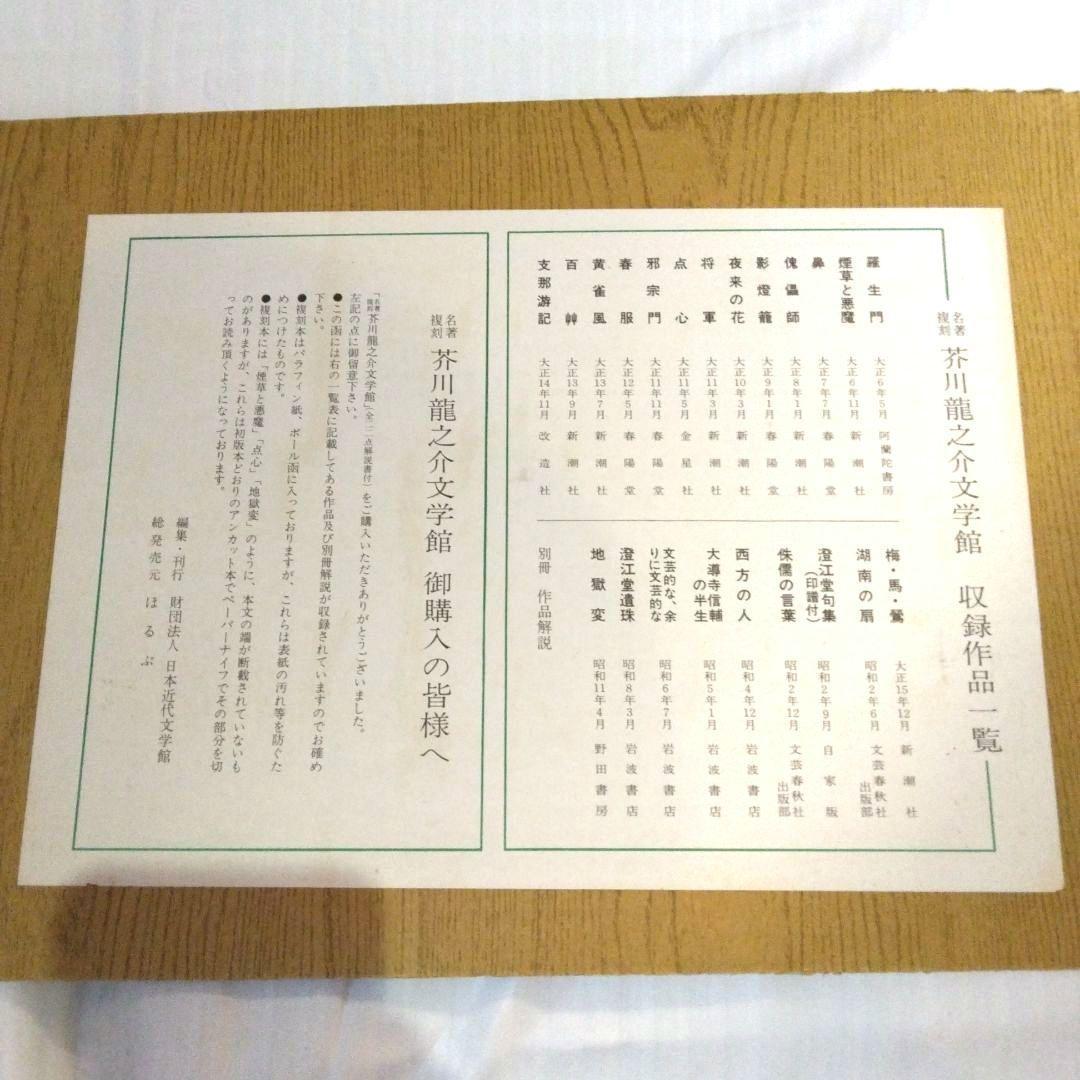 名著複刻 芥川龍之介文学館 収録作品一覧
羅生門 大正6年5月 阿蘭陀書房
煙草と悪魔 大正6年11月 新潮社
鼻 大正7年7月 春陽堂
傀儡師 大正8年1月 新潮社
影燈籠 大正9年1月 春陽堂
夜来の花 大正10年3月 新潮社
将軍 大正11年3月 新潮社
点心 大正11年5月 金星社
邪宗門 大正11年11月 春陽堂
春服 大正12年5月 春陽堂
黄雀風 大正13年7月 新潮社
百艸 大正13年9月 新潮社
支那游記 大正14年11月 改造社
梅・馬・鶯 大正15年12月 新潮社
湖南の扇 昭和2年6月 文芸春秋社出版部
澄江堂句集(印譜付) 昭和2年9月 自家版
侏儒の言葉 昭和2年12月 文芸春秋社出版部
西方の人 昭和4年12月 岩波書店
大導寺信輔の半生 昭和5年1月 岩波書店
文芸的な、余りに文芸的な 昭和6年7月 岩波書店
澄江堂遺珠 昭和8年3月 岩波書店
地獄変 昭和11年4月 野田書房
別冊 作品解説
名著複刻 芥川龍之介文学館 御購入の皆様へ
「名著複刻芥川龍之介文学館」(全二二点解説書付)をご購入いただきありがとうございました。
左記の点に御留意下さい。
●この函には右の一覧表に記載してある作品及び別冊解説が収録されていますのでお確め
下さい。
●複刻本はパラフィン紙、ボール函に入っておりますが、これらは表紙の汚れ等を防ぐた
めにつけたものです。
●複刻本には「煙草と悪魔」「点心」「地獄変」のように、本文の端が断截されていないも
のがありますが、これらは初版本どおりのアンカット本でペーパーナイフでその部分を切
ってお読み頂くようになっております。
編集・刊行 財団法人 日本近代文学館
総発売元 ほるぷ